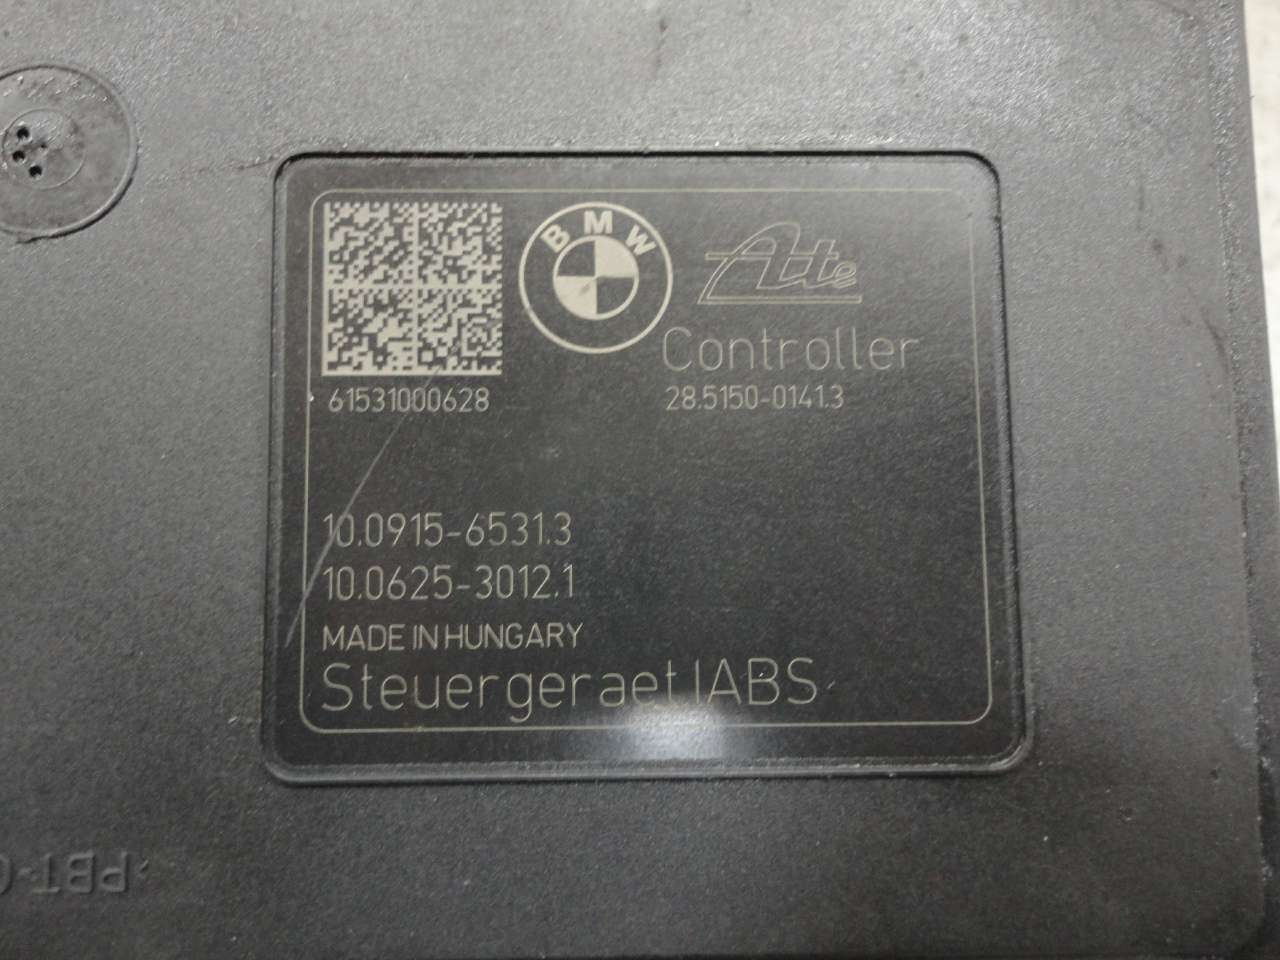 BMW
Ate
Controller
61531000628
28.5150-0141.3
10.0915-6531.3
10.0625-3012.1
MADE IN HUNGARY
Steuergeraet IABS
PBT-